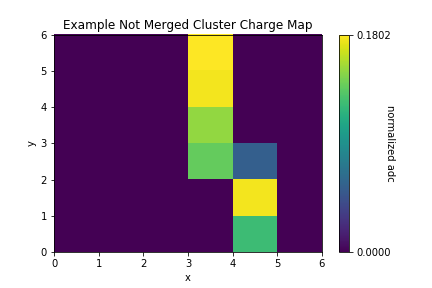 Example Not Merged Cluster Charge Map
6
5
4
3
2
1
0
y
0 1 2 3 4 5 6
x
0.1802
0.0000
normalized adc